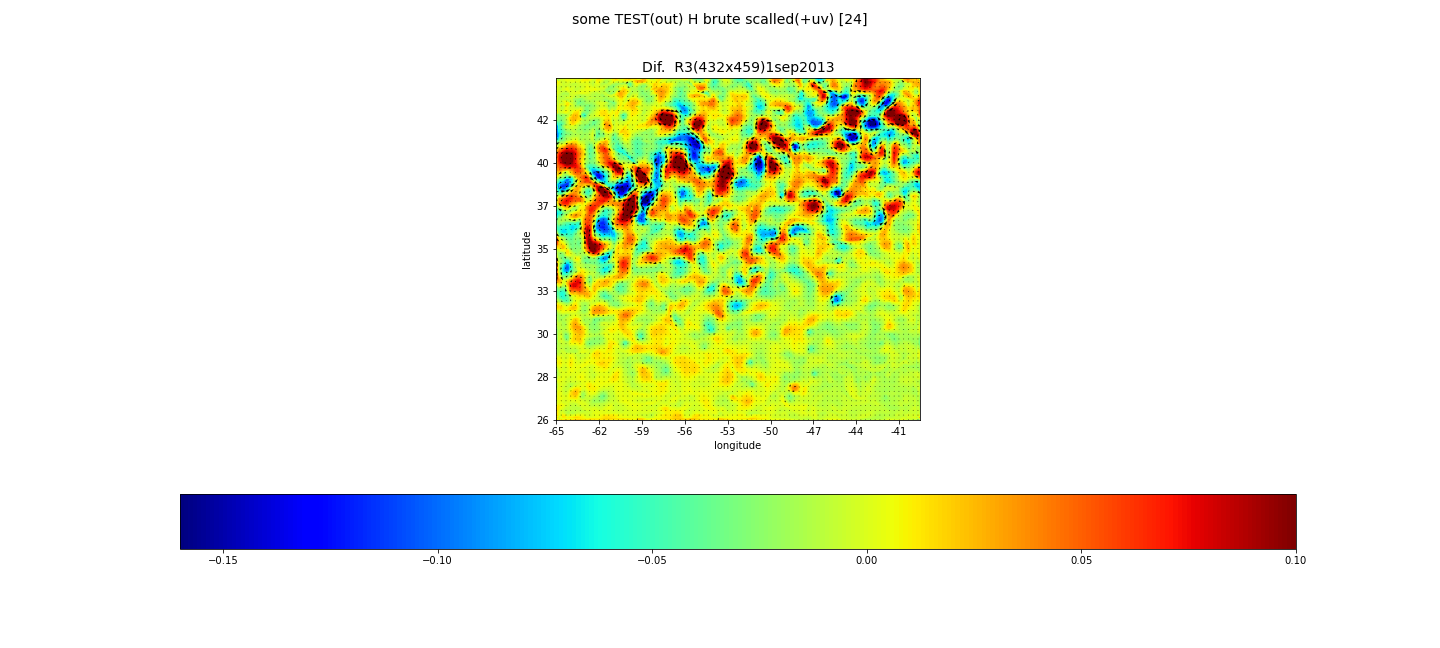 some TEST(out) H brute scalled(+uv) [24]
Dif.  R3(432x459)1sep2013
latitude
42
40
37
35
33
30
28
26
-65 -62 -59 -56 -53 -50 -47 -44 -41
longitude
−0.15 −0.10 −0.05 0.00 0.05 0.10